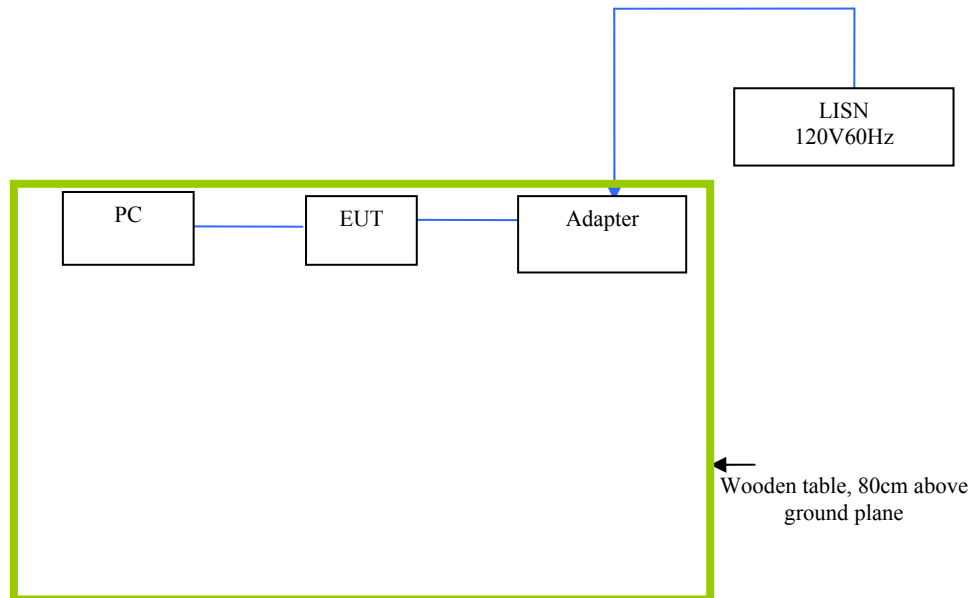 LISN
120V60Hz
PC
EUT
Adapter
Wooden table, 80cm above
ground plane